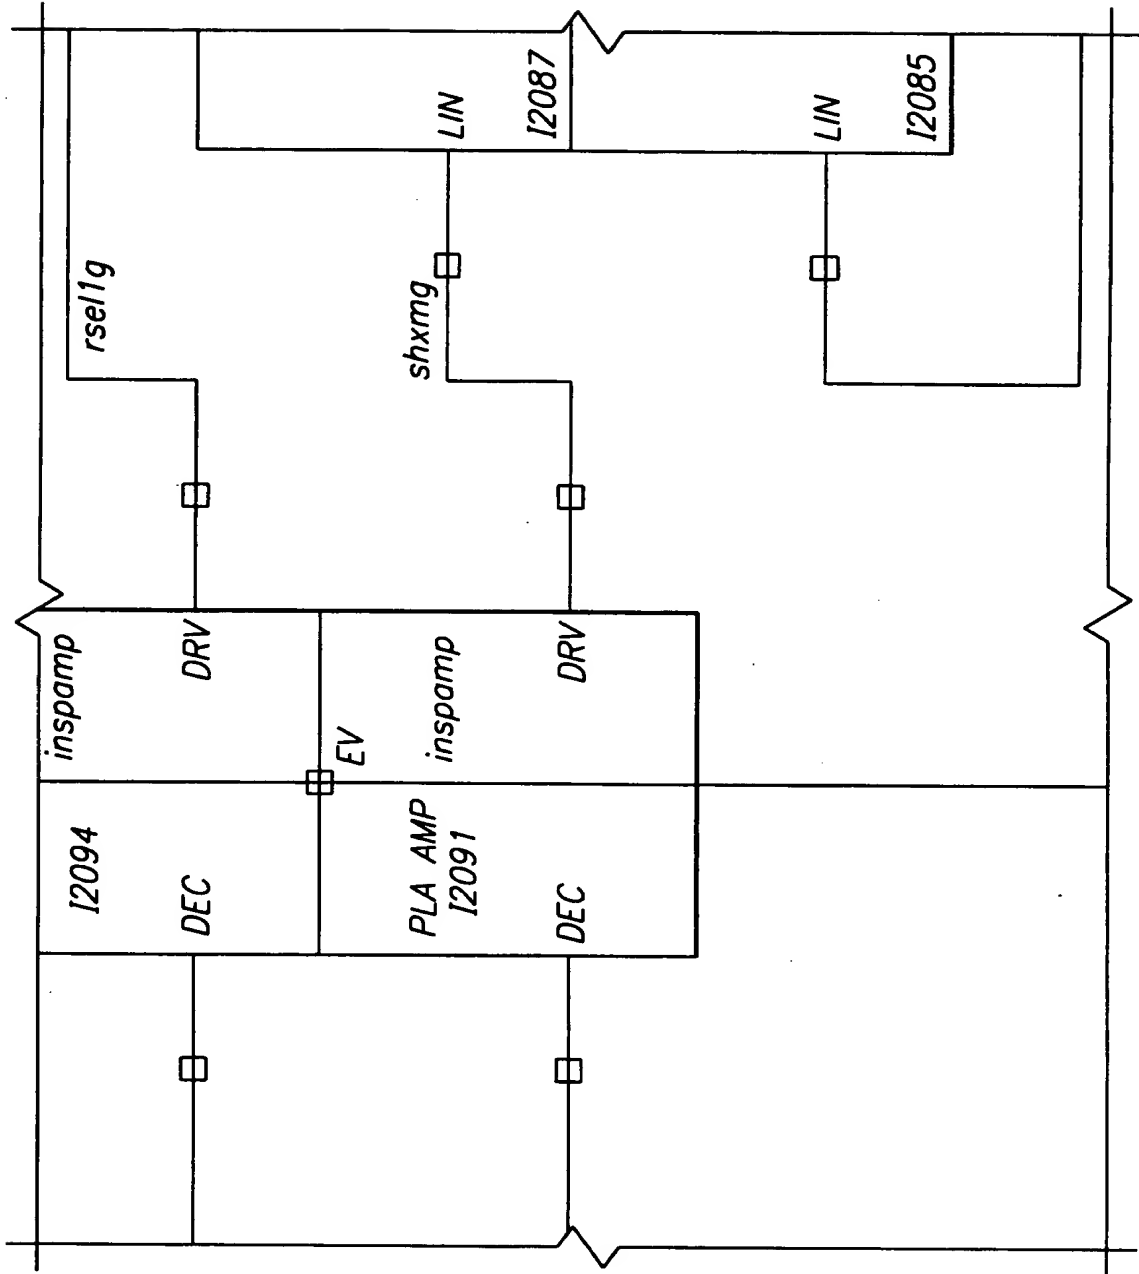 rsel1g
shxmg
LIN
I2087
LIN
I2085
inspamp
DRV
I2094
DEC
EV
inspamp
DRV
PLA AMP
I2091
DEC